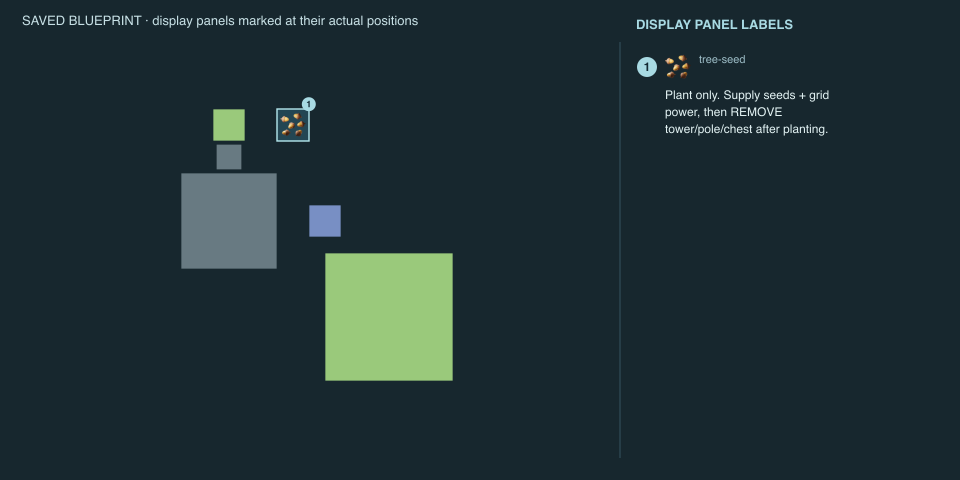 SAVED BLUEPRINT · display panels marked at their actual positions
1
DISPLAY PANEL LABELS
1
tree-seed
Plant only. Supply seeds + grid
power, then REMOVE
tower/pole/chest after planting.